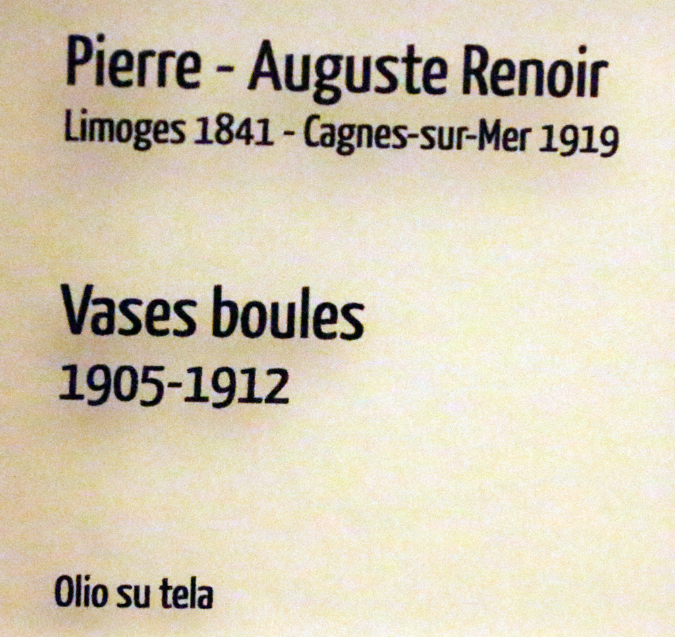 Pierre - Auguste Renoir
Limoges 1841 - Cagnes-sur-Mer 1919
Vases boules
1905-1912
Olio su tela